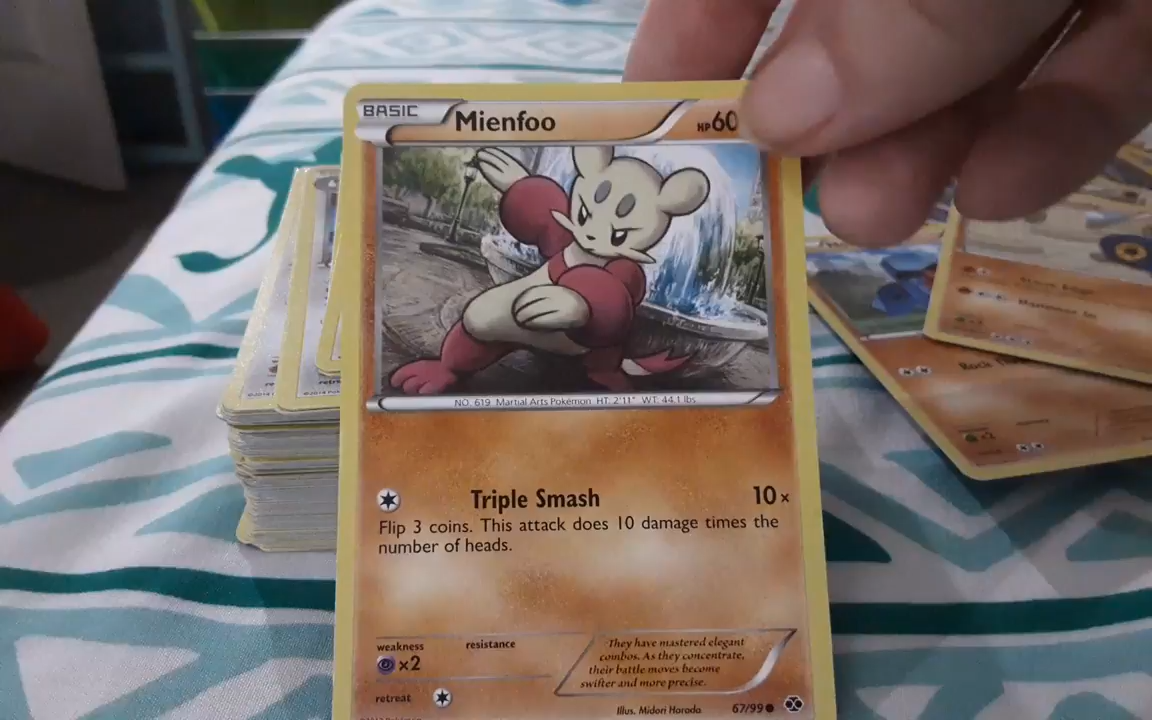 BASIC
Mienfoo
HP60
NO. 619 Martial Arts Pokémon HT: 2'11" WT: 44.1 lbs.
Triple Smash 10×
Flip 3 coins. This attack does 10 damage times the
number of heads.
weakness resistance
×2
They have mastered elegant
combos. As they concentrate,
their battle moves become
swifter and more precise.
retreat
Illus. Midori Harada 67/99
Rock
×2